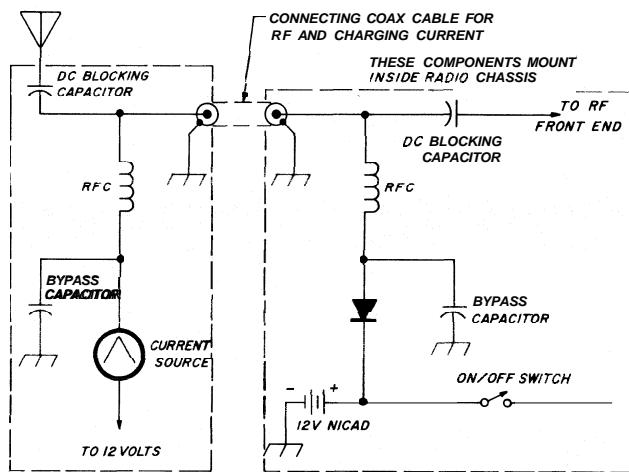 CONNECTING COAX CABLE FOR
RF AND CHARGING CURRENT
THESE COMPONENTS MOUNT
INSIDE RADIO CHASSIS
DC BLOCKING
CAPACITOR
TO RF
FRONT END
DC BLOCKING
CAPACITOR
RFC
RFC
BYPASS
CAPACITOR
BYPASS
CAPACITOR
CURRENT
SOURCE
ON/OFF SWITCH
- +
12V NICAD
TO 12 VOLTS